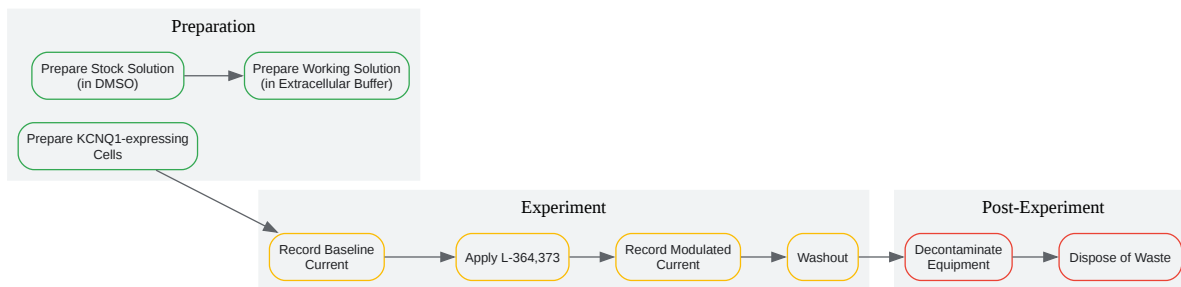 Preparation
Prepare Stock Solution
(in DMSO)
Prepare Working Solution
(in Extracellular Buffer)
Prepare KCNQ1-expressing
Cells
Experiment
Record Baseline
Current
Apply L-364,373
Record Modulated
Current
Washout
Post-Experiment
Decontaminate
Equipment
Dispose of Waste